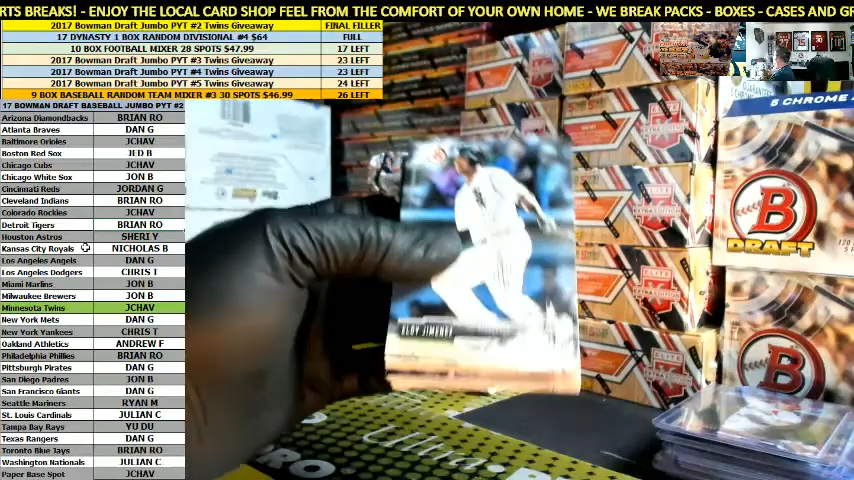 RTS BREAKS! - ENJOY THE LOCAL CARD SHOP FEEL FROM THE COMFORT OF YOUR OWN HOME - WE BREAK PACKS - BOXES - CASES AND GR
2017 Bowman Draft Jumbo PYT #2 Twins Giveaway FINAL FILLER
17 DYNASTY 1 BOX RANDOM DIVISIONAL #4 $64 FULL
10 BOX FOOTBALL MIXER 28 SPOTS $47.99 17 LEFT
2017 Bowman Draft Jumbo PYT #3 Twins Giveaway 23 LEFT
2017 Bowman Draft Jumbo PYT #4 Twins Giveaway 23 LEFT
2017 Bowman Draft Jumbo PYT #5 Twins Giveaway 24 LEFT
9 BOX BASEBALL RANDOM TEAM MIXER #3 30 SPOTS $46.99 26 LEFT
17 BOWMAN DRAFT BASEBALL JUMBO PYT #2
Arizona Diamondbacks BRIAN RO
Atlanta Braves DAN G
Baltimore Orioles JCHAV
Boston Red Sox JED B
Chicago Cubs JCHAV
Chicago White Sox JON B
Cincinnati Reds JORDAN G
Cleveland Indians BRIAN RO
Colorado Rockies JCHAV
Detroit Tigers BRIAN RO
Houston Astros SHERI Y
Kansas City Royals NICHOLAS B
Los Angeles Angels DAN G
Los Angeles Dodgers CHRIS T
Miami Marlins JON B
Milwaukee Brewers JON B
Minnesota Twins JCHAV
New York Mets DAN G
New York Yankees CHRIS T
Oakland Athletics ANDREW F
Philadelphia Phillies BRIAN RO
Pittsburgh Pirates DAN G
San Diego Padres JON B
San Francisco Giants DAN G
Seattle Mariners RYAN M
St. Louis Cardinals JULIAN C
Tampa Bay Rays YU DU
Texas Rangers DAN G
Toronto Blue Jays BRIAN RO
Washington Nationals JULIAN C
Paper Base Spot JCHAV
ELOY JIMENEZ
5 CHROME A
B
DRAFT
B
Ultra